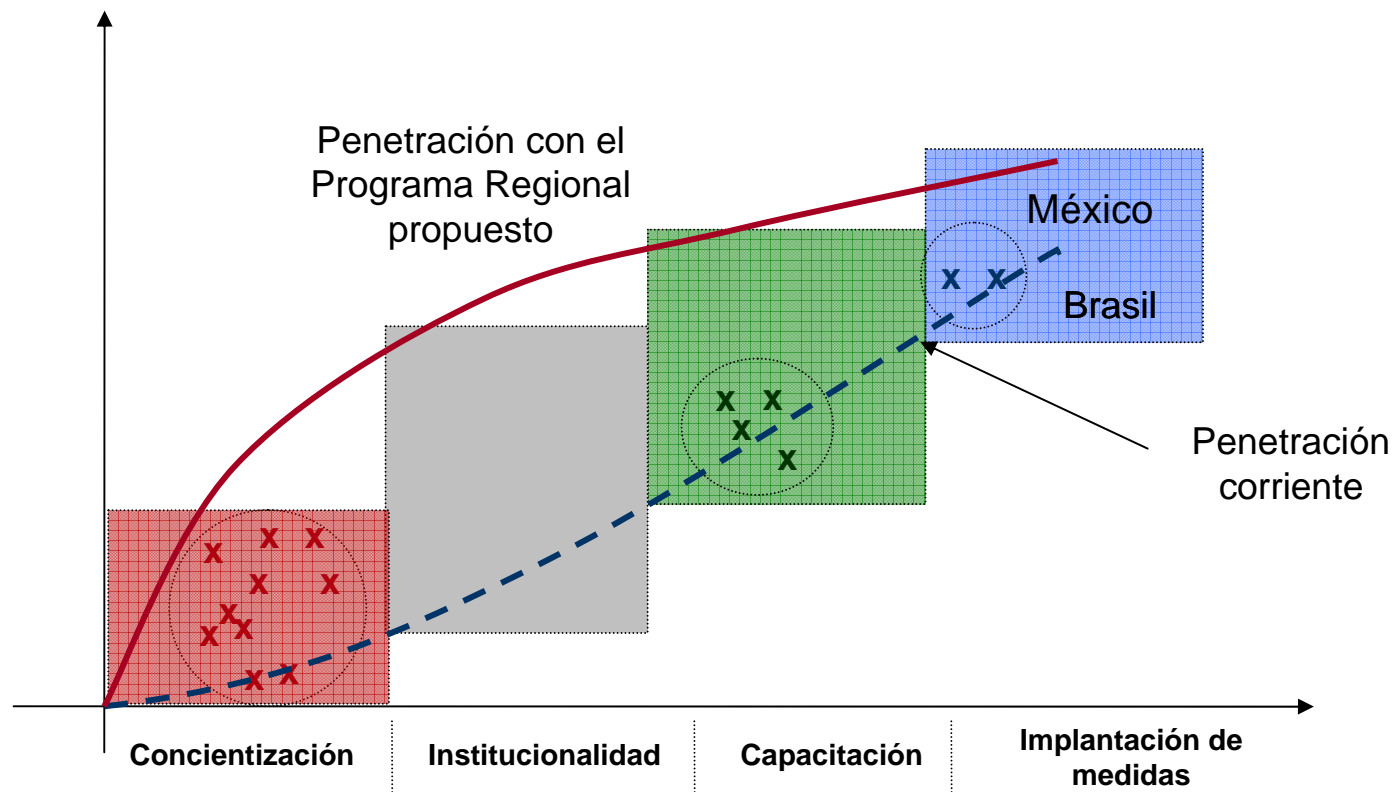 Penetración con el
Programa Regional
propuesto
México
x x
Brasil
x x
x
x
Penetración
corriente
x x x
x x
x
x x
x x
Concientización
Institucionalidad
Capacitación
Implantación de
medidas